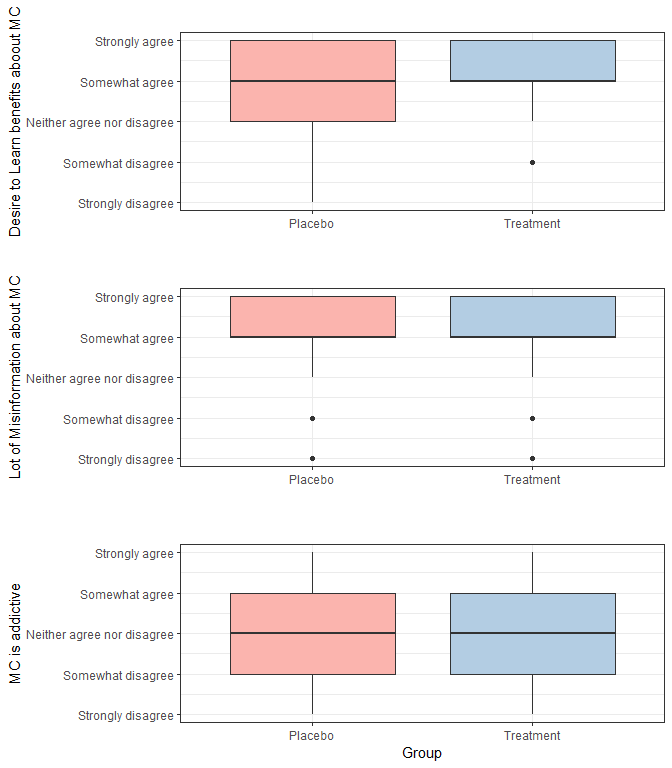 Desire to Learn benefits aboout MC
Strongly agree
Somewhat agree
Neither agree nor disagree
Somewhat disagree
Strongly disagree
Placebo
Treatment
Lot of Misinformation about MC
Strongly agree
Somewhat agree
Neither agree nor disagree
Somewhat disagree
Strongly disagree
Placebo
Treatment
MC is addictive
Strongly agree
Somewhat agree
Neither agree nor disagree
Somewhat disagree
Strongly disagree
Placebo
Treatment
Group